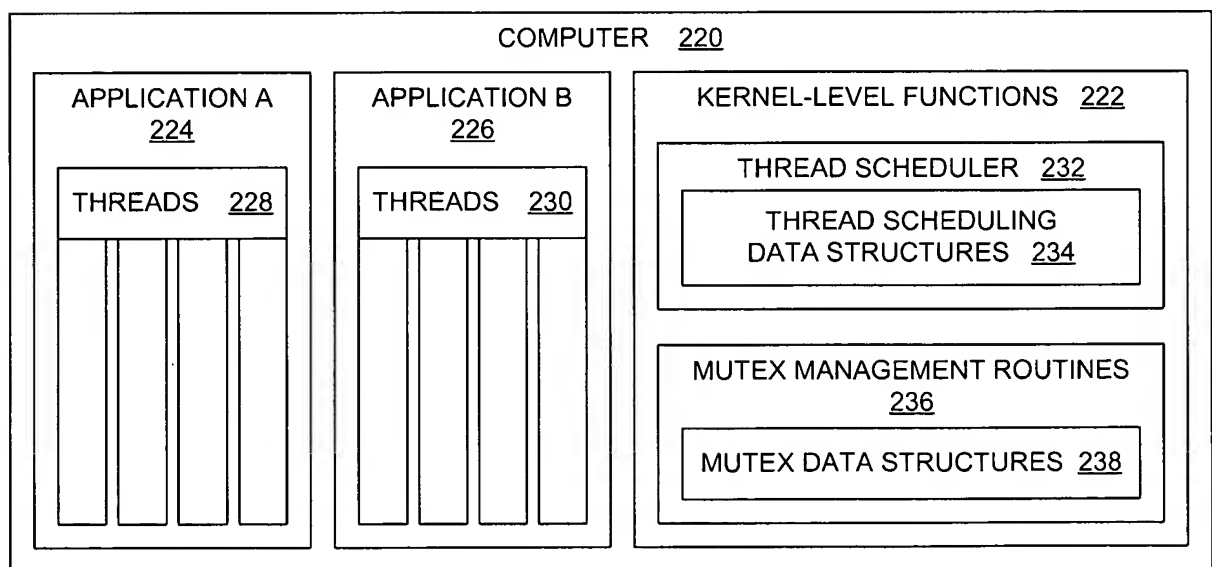 COMPUTER 220
APPLICATION A
224
THREADS 228
APPLICATION B
226
THREADS 230
KERNEL-LEVEL FUNCTIONS 222
THREAD SCHEDULER 232
THREAD SCHEDULING
DATA STRUCTURES 234
MUTEX MANAGEMENT ROUTINES
236
MUTEX DATA STRUCTURES 238